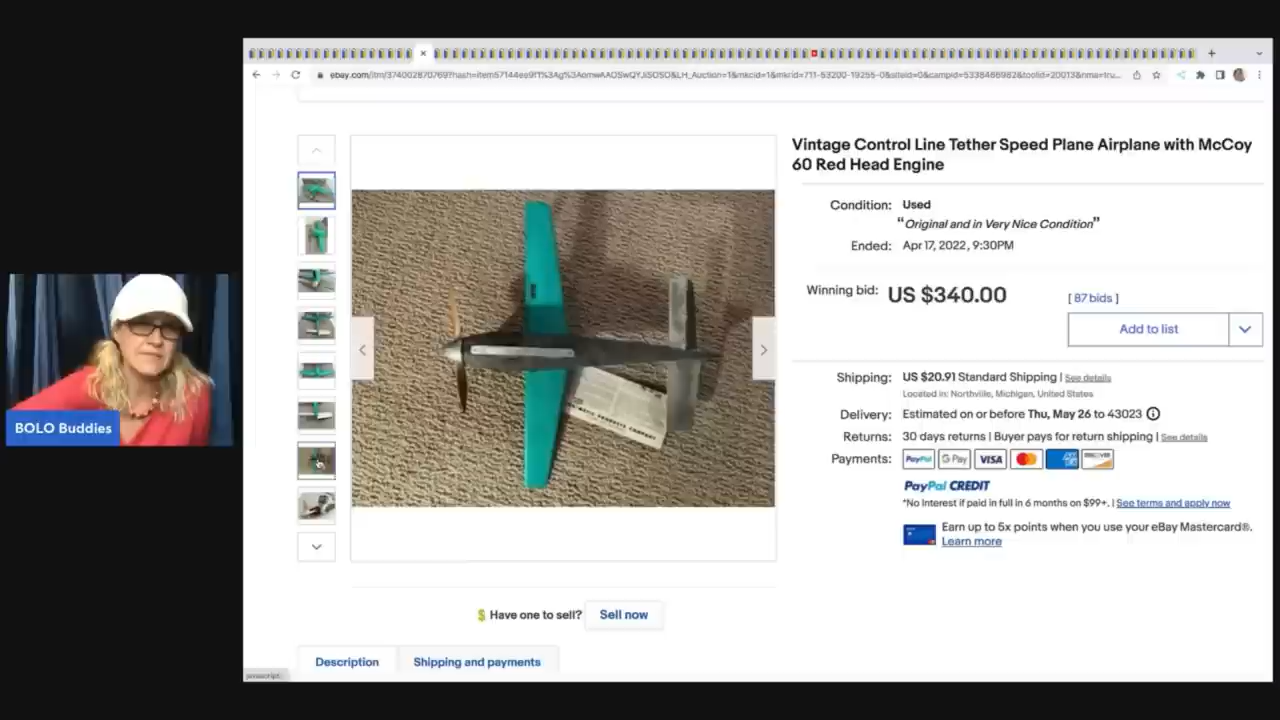 Vintage Control Line Tether Speed Plane Airplane with McCoy
60 Red Head Engine
Condition: Used
"Original and in Very Nice Condition"
Ended: Apr 17, 2022, 9:30PM
Winning bid: US $340.00 [ 87 bids ]
Add to list
Shipping: US $20.91 Standard Shipping | See details
Located in: Northville, Michigan, United States
Delivery: Estimated on or before Thu, May 26 to 43023
Returns: 30 days returns | Buyer pays for return shipping | See details
Payments: PayPal G Pay VISA MasterCard DISCOVER
PayPal CREDIT
*No Interest if paid in full in 6 months on $99+. | See terms and apply now
Earn up to 5x points when you use your eBay Mastercard®.
Learn more
BOLO Buddies
$ Have one to sell? Sell now
Description Shipping and payments